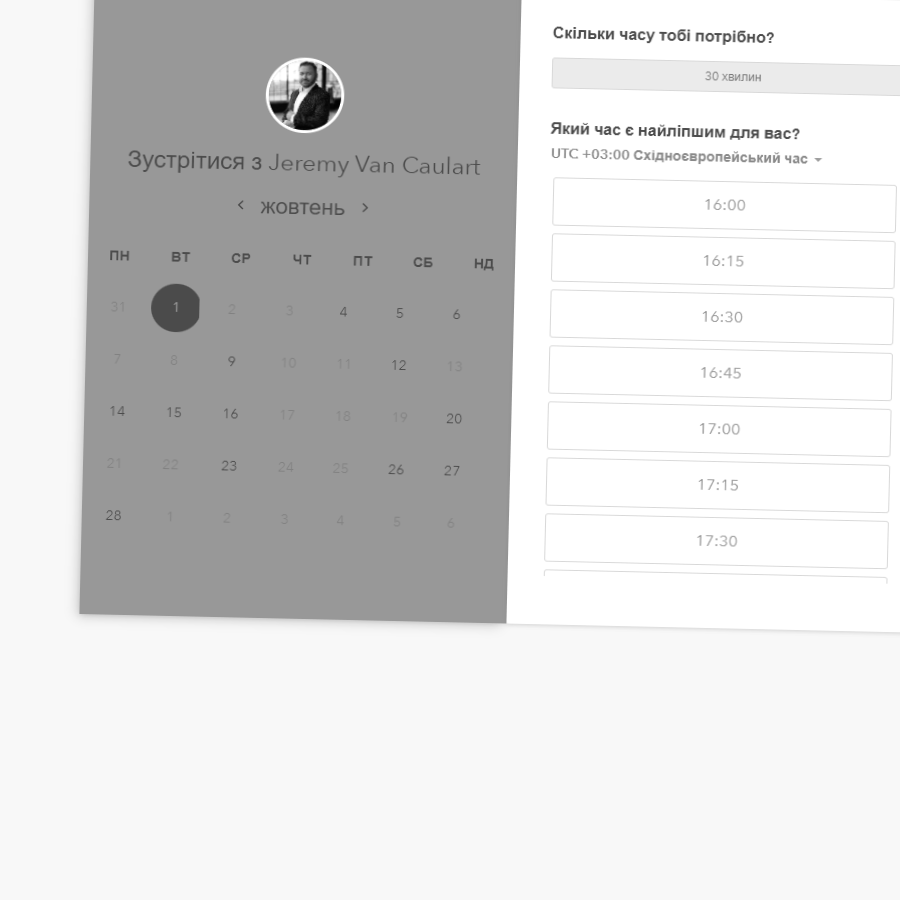 Зустрітися з Jeremy Van Caulart
жовтень
ПН ВТ СР ЧТ ПТ СБ НД
31 1 2 3 4 5 6
7 8 9 10 11 12 13
14 15 16 17 18 19 20
21 22 23 24 25 26 27
28 1 2 3 4 5 6
Скільки часу тобі потрібно?
30 хвилин
Який час є найліпшим для вас?
UTC +03:00 Східноєвропейський час
16:00
16:15
16:30
16:45
17:00
17:15
17:30